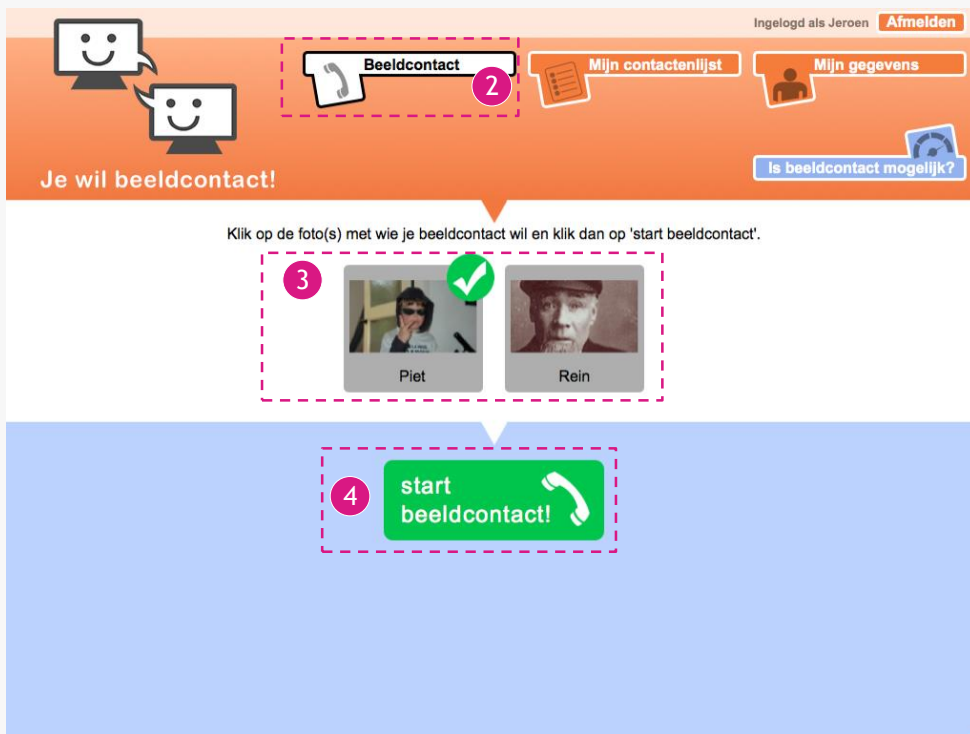 Ingelogd als Jeroen Afmelden
Beeldcontact
2
Mijn contactenlijst
Mijn gegevens
Je wil beeldcontact!
Is beeldcontact mogelijk?
Klik op de foto(s) met wie je beeldcontact wil en klik dan op 'start beeldcontact'.
3
Piet
Rein
4
start
beeldcontact!